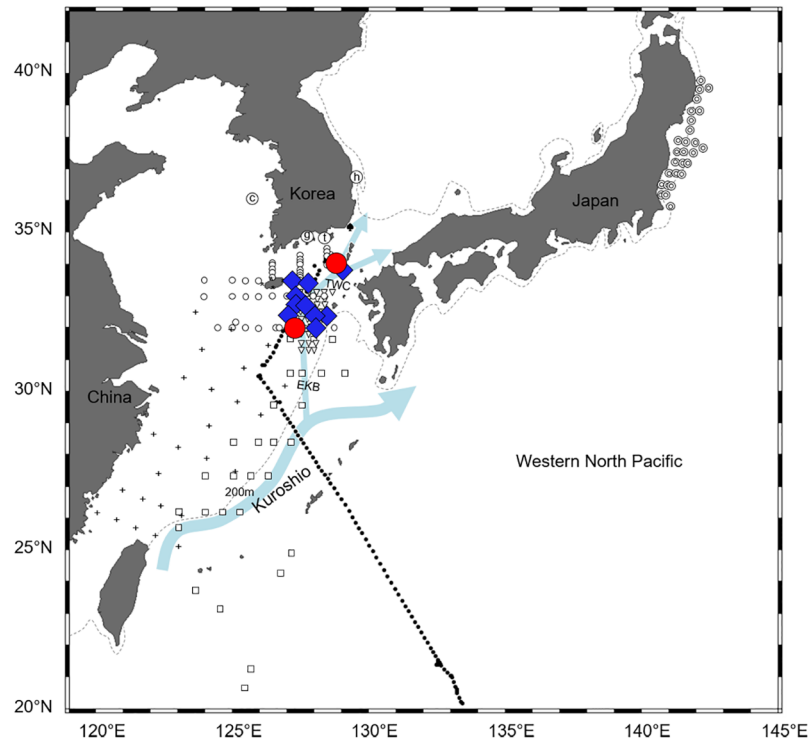 40°N
h
Korea
c
Japan
35°N
g
f
TWC
30°N
EKB
China
Western North Pacific
200m
Kuroshio
25°N
20°N
120°E 125°E 130°E 135°E 140°E 145°E